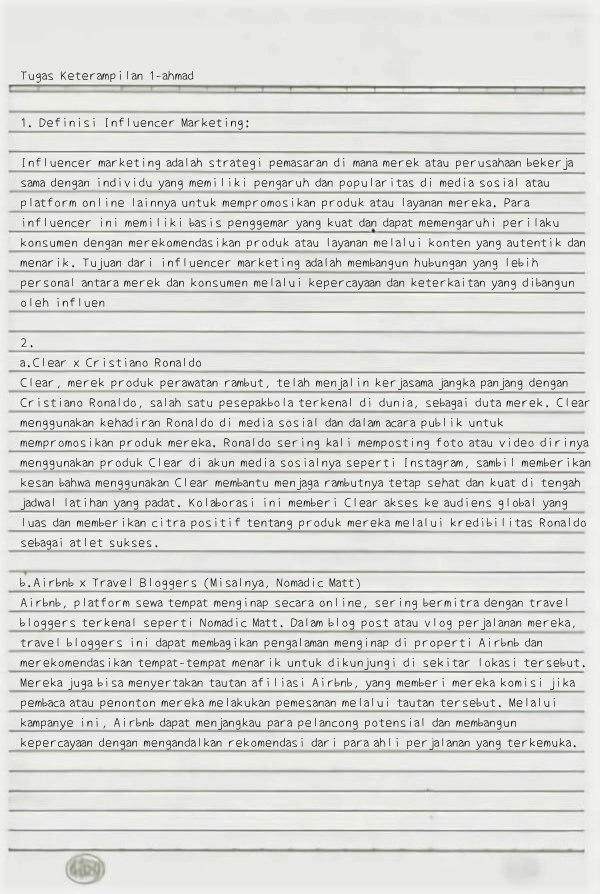 Tugas Keterampilan 1-ahmad
1. Definisi Influencer Marketing:
Influencer marketing adalah strategi pemasaran di mana merek atau perusahaan bekerja
sama dengan individu yang memiliki pengaruh dan popularitas di media sosial atau
platform online lainnya untuk mempromosikan produk atau layanan mereka. Para
influencer ini memiliki basis penggemar yang kuat dan dapat memengaruhi perilaku
konsumen dengan merekomendasikan produk atau layanan melalui konten yang autentik dan
menarik. Tujuan dari influencer marketing adalah membangun hubungan yang lebih
personal antara merek dan konsumen melalui kepercayaan dan keterkaitan yang dibangun
oleh influen
2.
a.Clear x Cristiano Ronaldo
Clear, merek produk perawatan rambut, telah menjalin kerjasama jangka panjang dengan
Cristiano Ronaldo, salah satu pesepakbola terkenal di dunia, sebagai duta merek. Clear
menggunakan kehadiran Ronaldo di media sosial dan dalam acara publik untuk
mempromosikan produk mereka. Ronaldo sering kali memposting foto atau video dirinya
menggunakan produk Clear di akun media sosialnya seperti Instagram, sambil memberikan
kesan bahwa menggunakan Clear membantu menjaga rambutnya tetap sehat dan kuat di tengah
jadwal latihan yang padat. Kolaborasi ini memberi Clear akses ke audiens global yang
luas dan memberikan citra positif tentang produk mereka melalui kredibilitas Ronaldo
sebagai atlet sukses.
b.Airbnb x Travel Bloggers (Misalnya, Nomadic Matt)
Airbnb, platform sewa tempat menginap secara online, sering bermitra dengan travel
bloggers terkenal seperti Nomadic Matt. Dalam blog post atau vlog perjalanan mereka,
travel bloggers ini dapat membagikan pengalaman menginap di properti Airbnb dan
merekomendasikan tempat-tempat menarik untuk dikunjungi di sekitar lokasi tersebut.
Mereka juga bisa menyertakan tautan afiliasi Airbnb, yang memberi mereka komisi jika
pembaca atau penonton mereka melakukan pemesanan melalui tautan tersebut. Melalui
kampanye ini, Airbnb dapat menjangkau para pelancong potensial dan membangun
kepercayaan dengan mengandalkan rekomendasi dari para ahli perjalanan yang terkemuka.